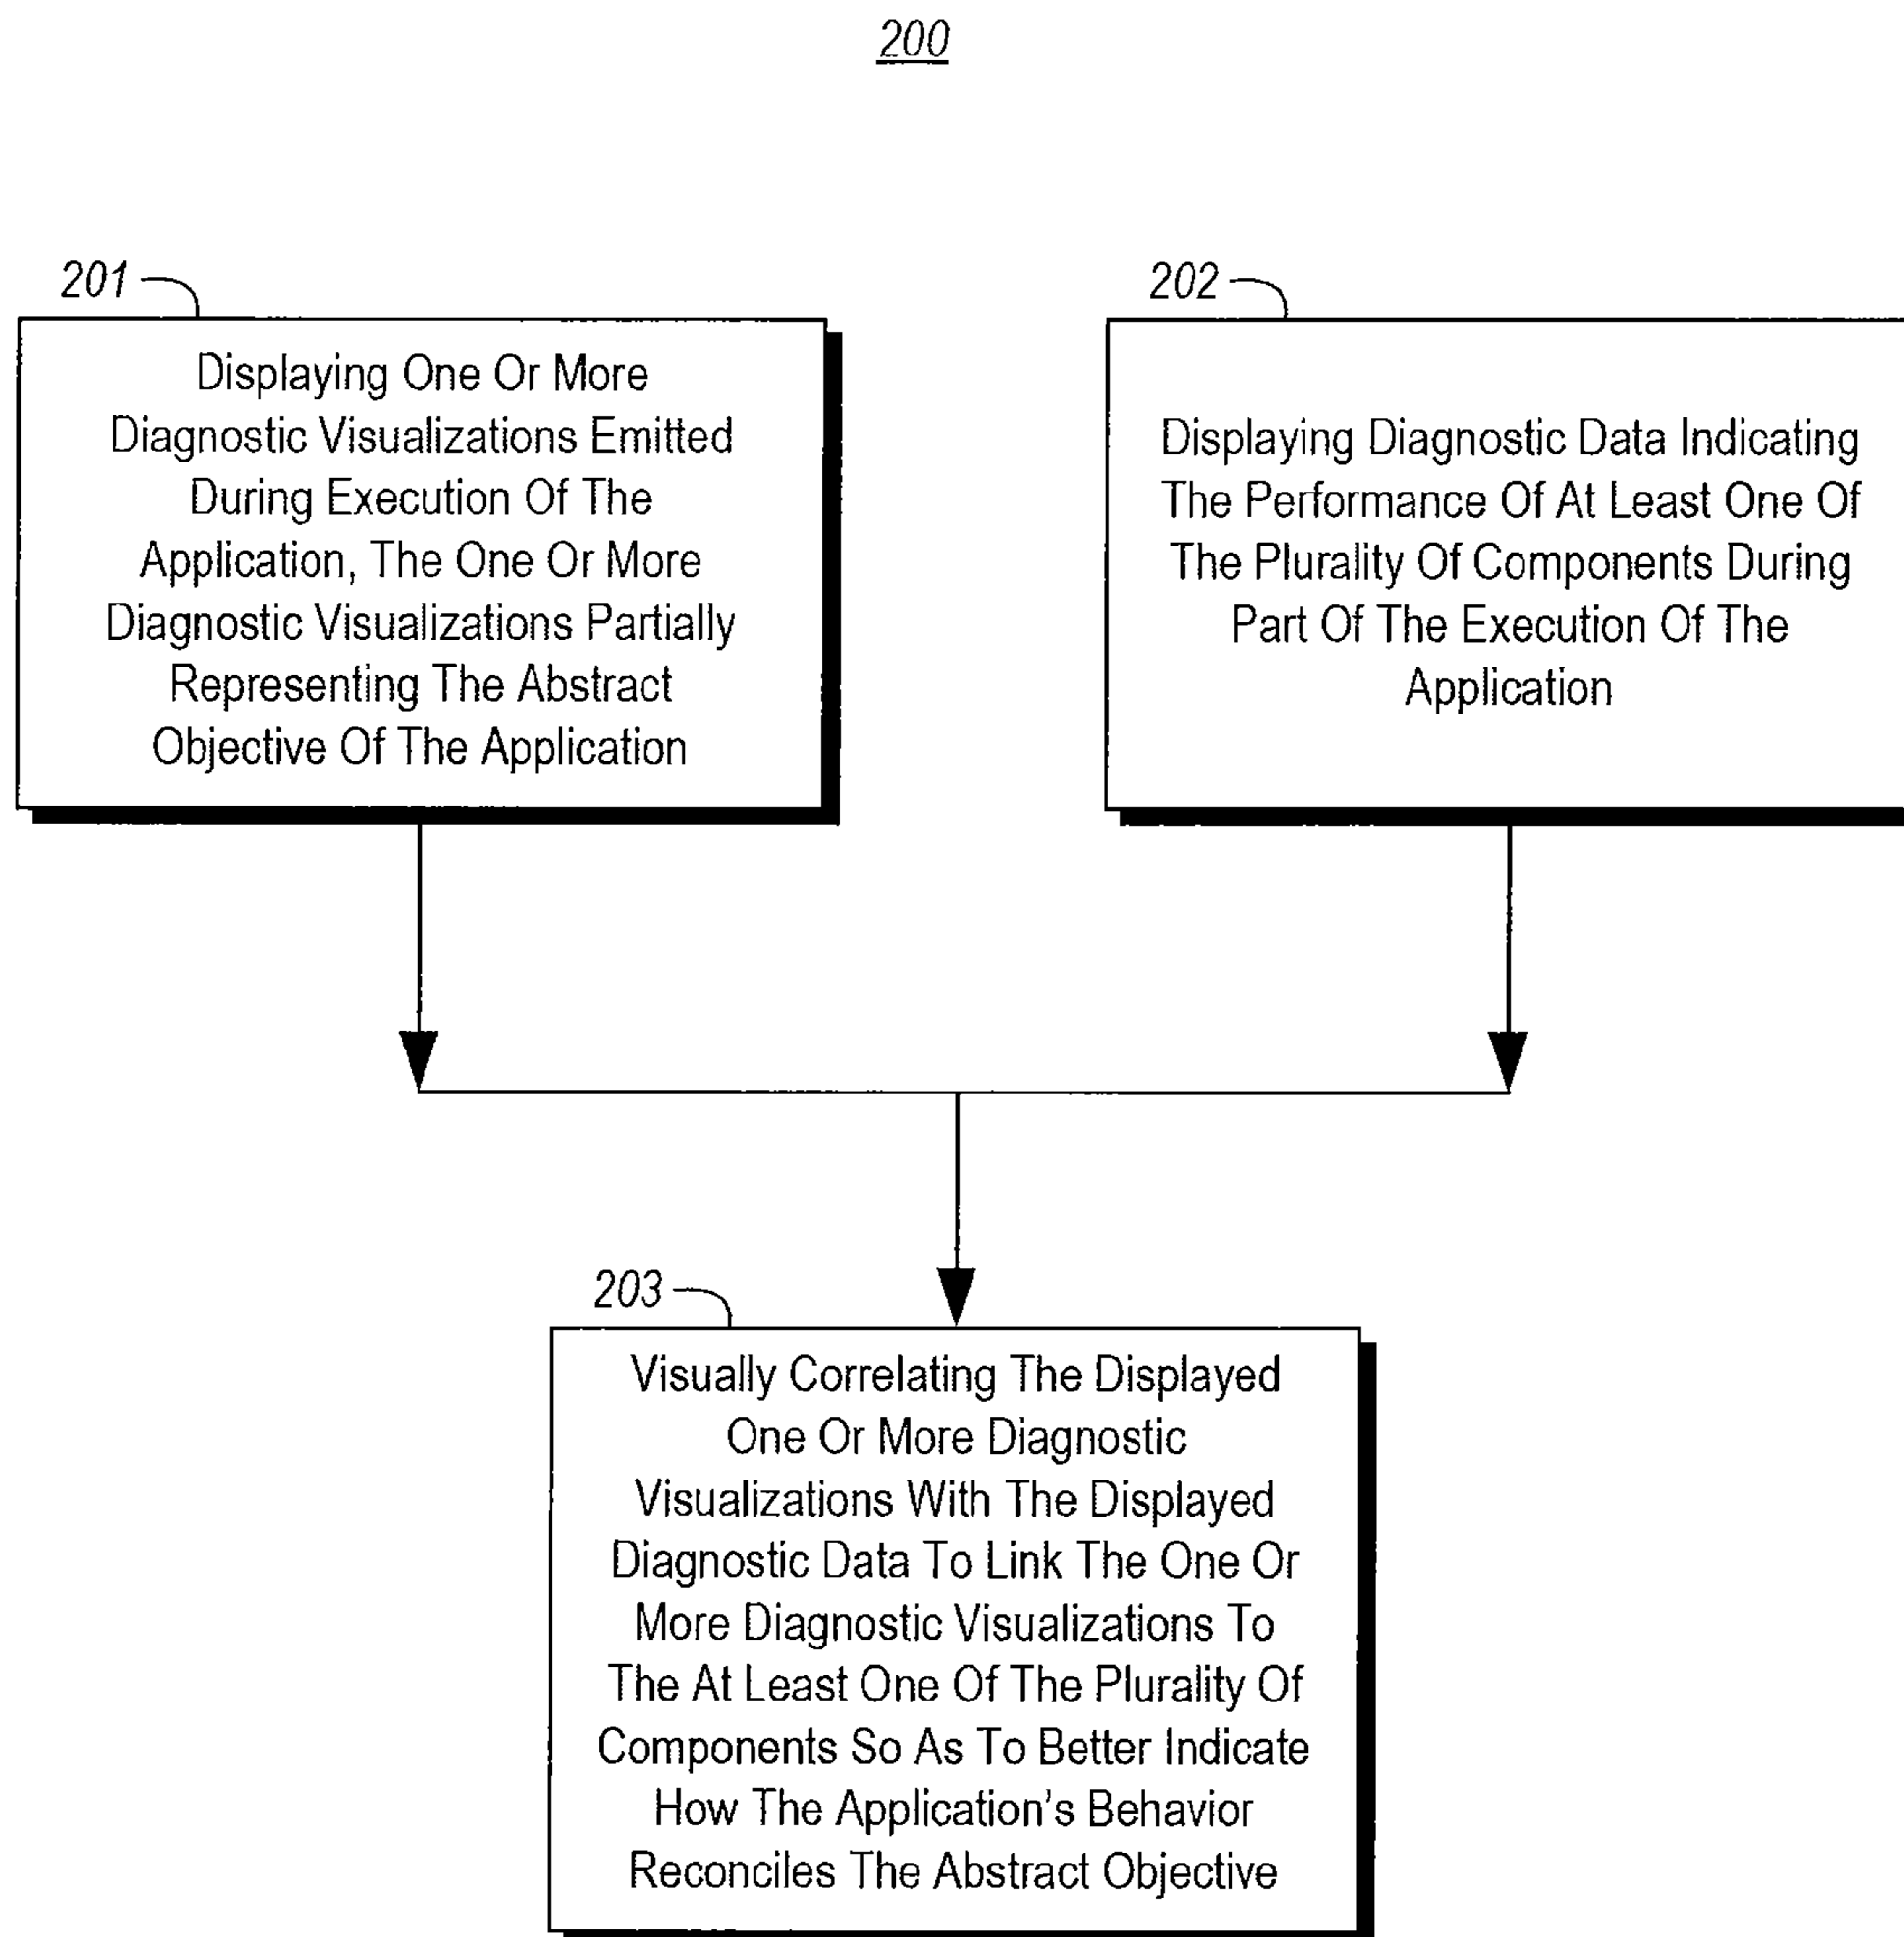 200
201
Displaying One Or More
Diagnostic Visualizations Emitted
During Execution Of The
Application, The One Or More
Diagnostic Visualizations Partially
Representing The Abstract
Objective Of The Application
202
Displaying Diagnostic Data Indicating
The Performance Of At Least One Of
The Plurality Of Components During
Part Of The Execution Of The
Application
203
Visually Correlating The Displayed
One Or More Diagnostic
Visualizations With The Displayed
Diagnostic Data To Link The One Or
More Diagnostic Visualizations To
The At Least One Of The Plurality Of
Components So As To Better Indicate
How The Application's Behavior
Reconciles The Abstract Objective